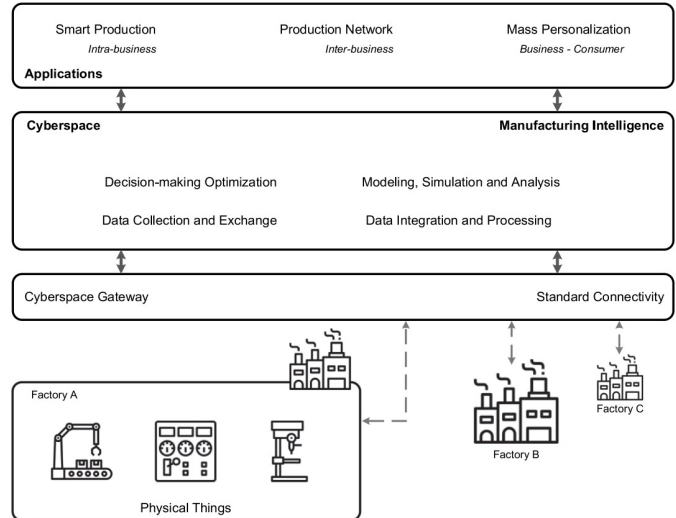 Smart Production
Production Network
Mass Personalization
Intra-business
Inter-business
Business - Consumer
Applications
Cyberspace
Manufacturing Intelligence
Decision-making Optimization
Modeling, Simulation and Analysis
Data Collection and Exchange
Data Integration and Processing
Cyberspace Gateway
Standard Connectivity
Factory A
Factory C
Factory B
Physical Things